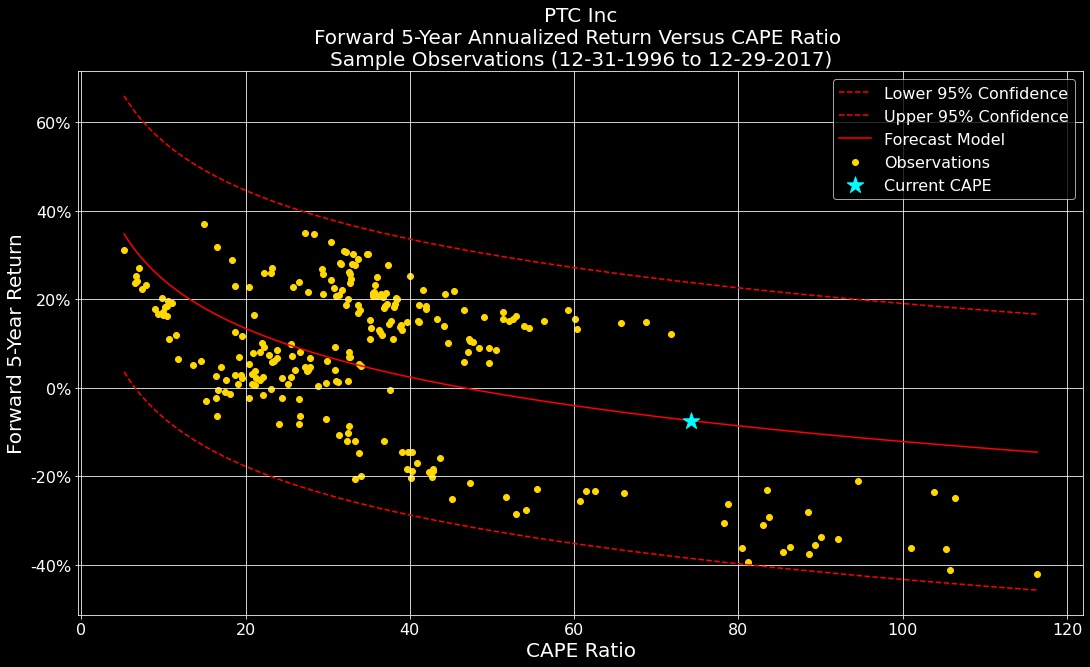 PTC Inc
Forward 5-Year Annualized Return Versus CAPE Ratio
Sample Observations (12-31-1996 to 12-29-2017)
Lower 95% Confidence
Upper 95% Confidence
Forecast Model
Observations
Current CAPE
Forward 5-Year Return
60%
40%
20%
0%
-20%
-40%
0 20 40 60 80 100 120
CAPE Ratio